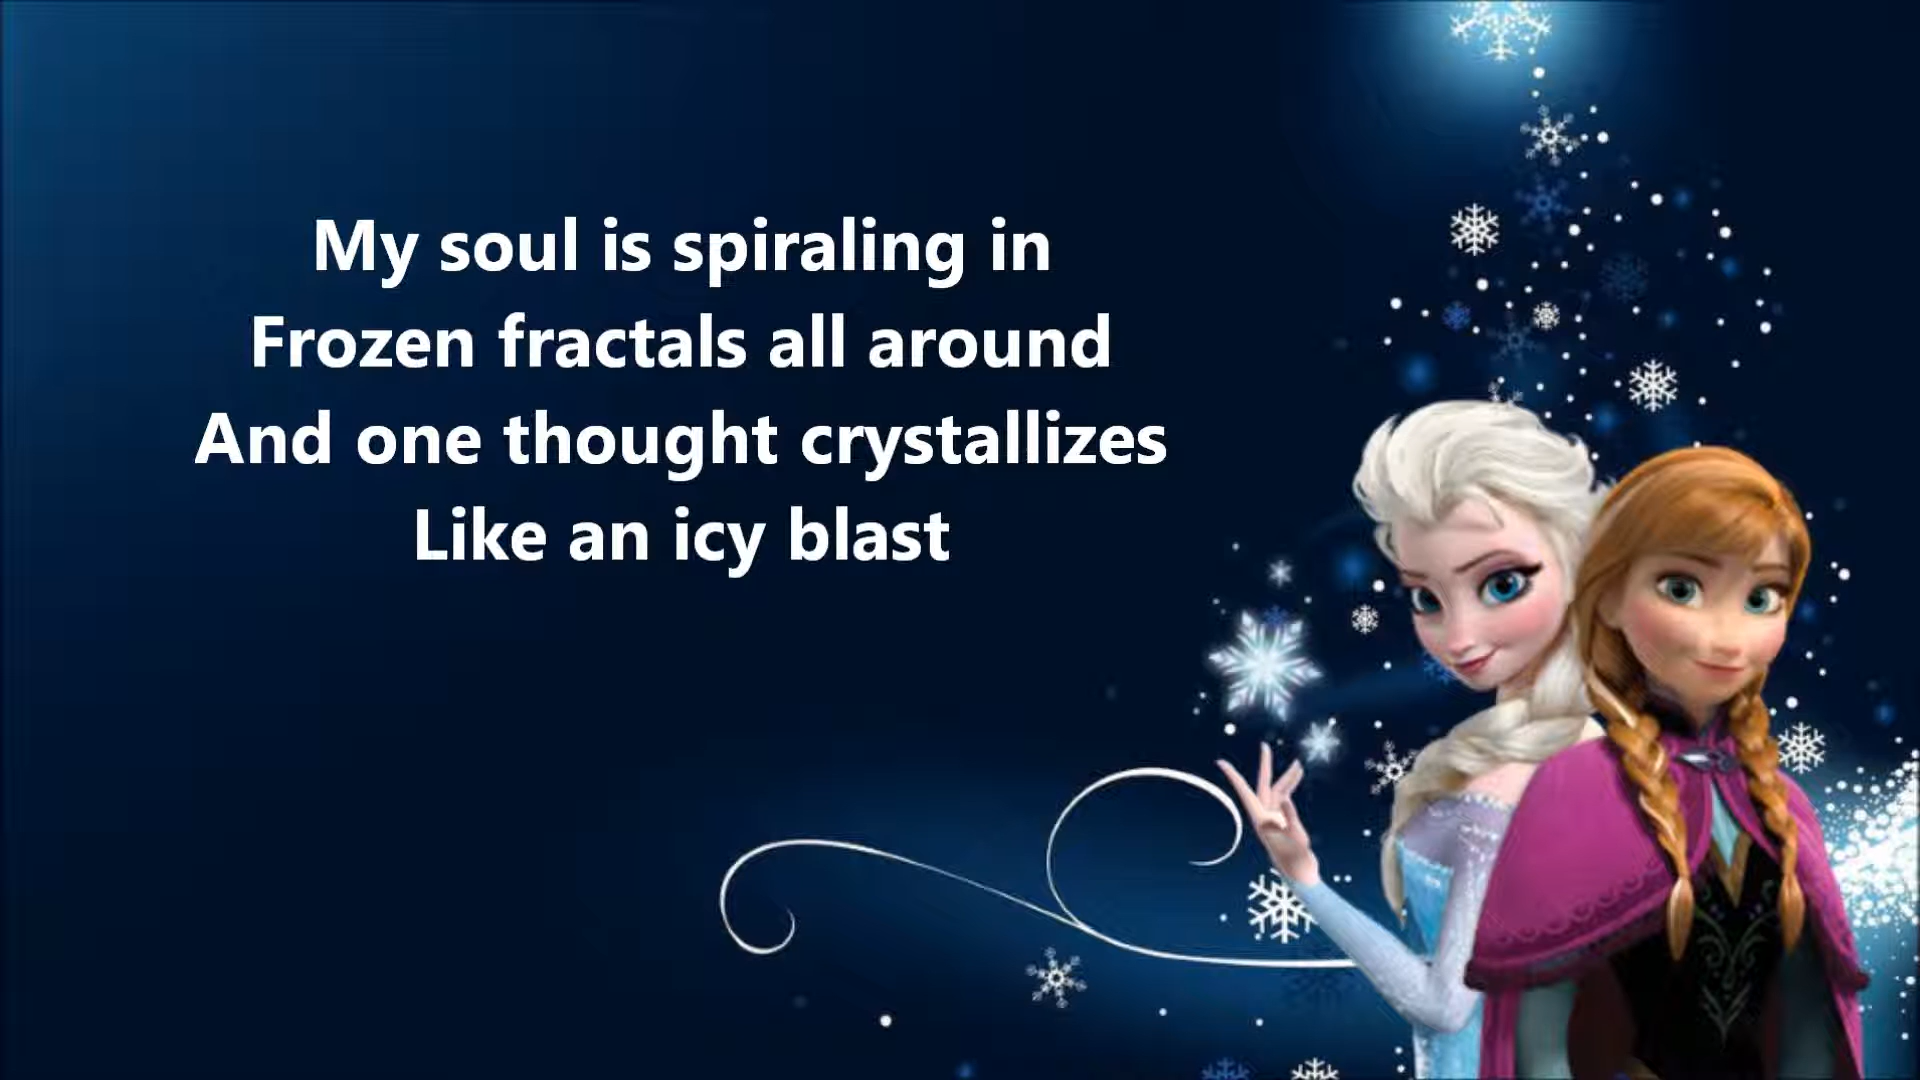 My soul is spiraling in
Frozen fractals all around
And one thought crystallizes
Like an icy blast